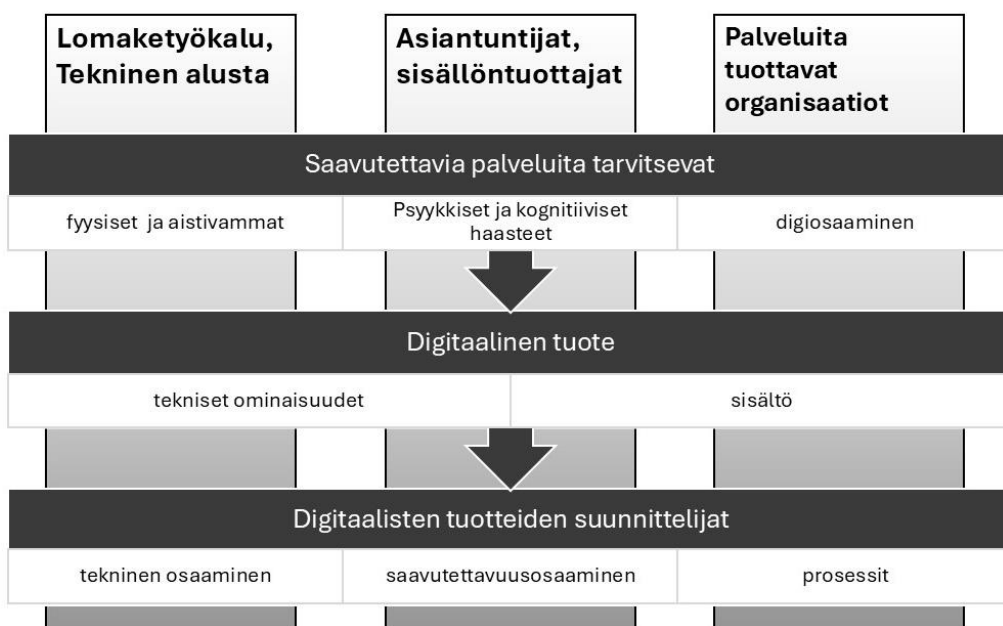 Lomaketyökalu,
Tekninen alusta
Asiantuntijat,
sisällöntuottajat
Palveluita
tuottavat
organisaatiot
Saavutettavia palveluita tarvitsevat
fyysiset ja aistivammat
Psyykkiset ja kognitiiviset
haasteet
digiosaaminen
Digitaalinen tuote
tekniset ominaisuudet
sisältö
Digitaalisten tuotteiden suunnittelijat
tekninen osaaminen
saavutettavuusosaaminen
prosessit